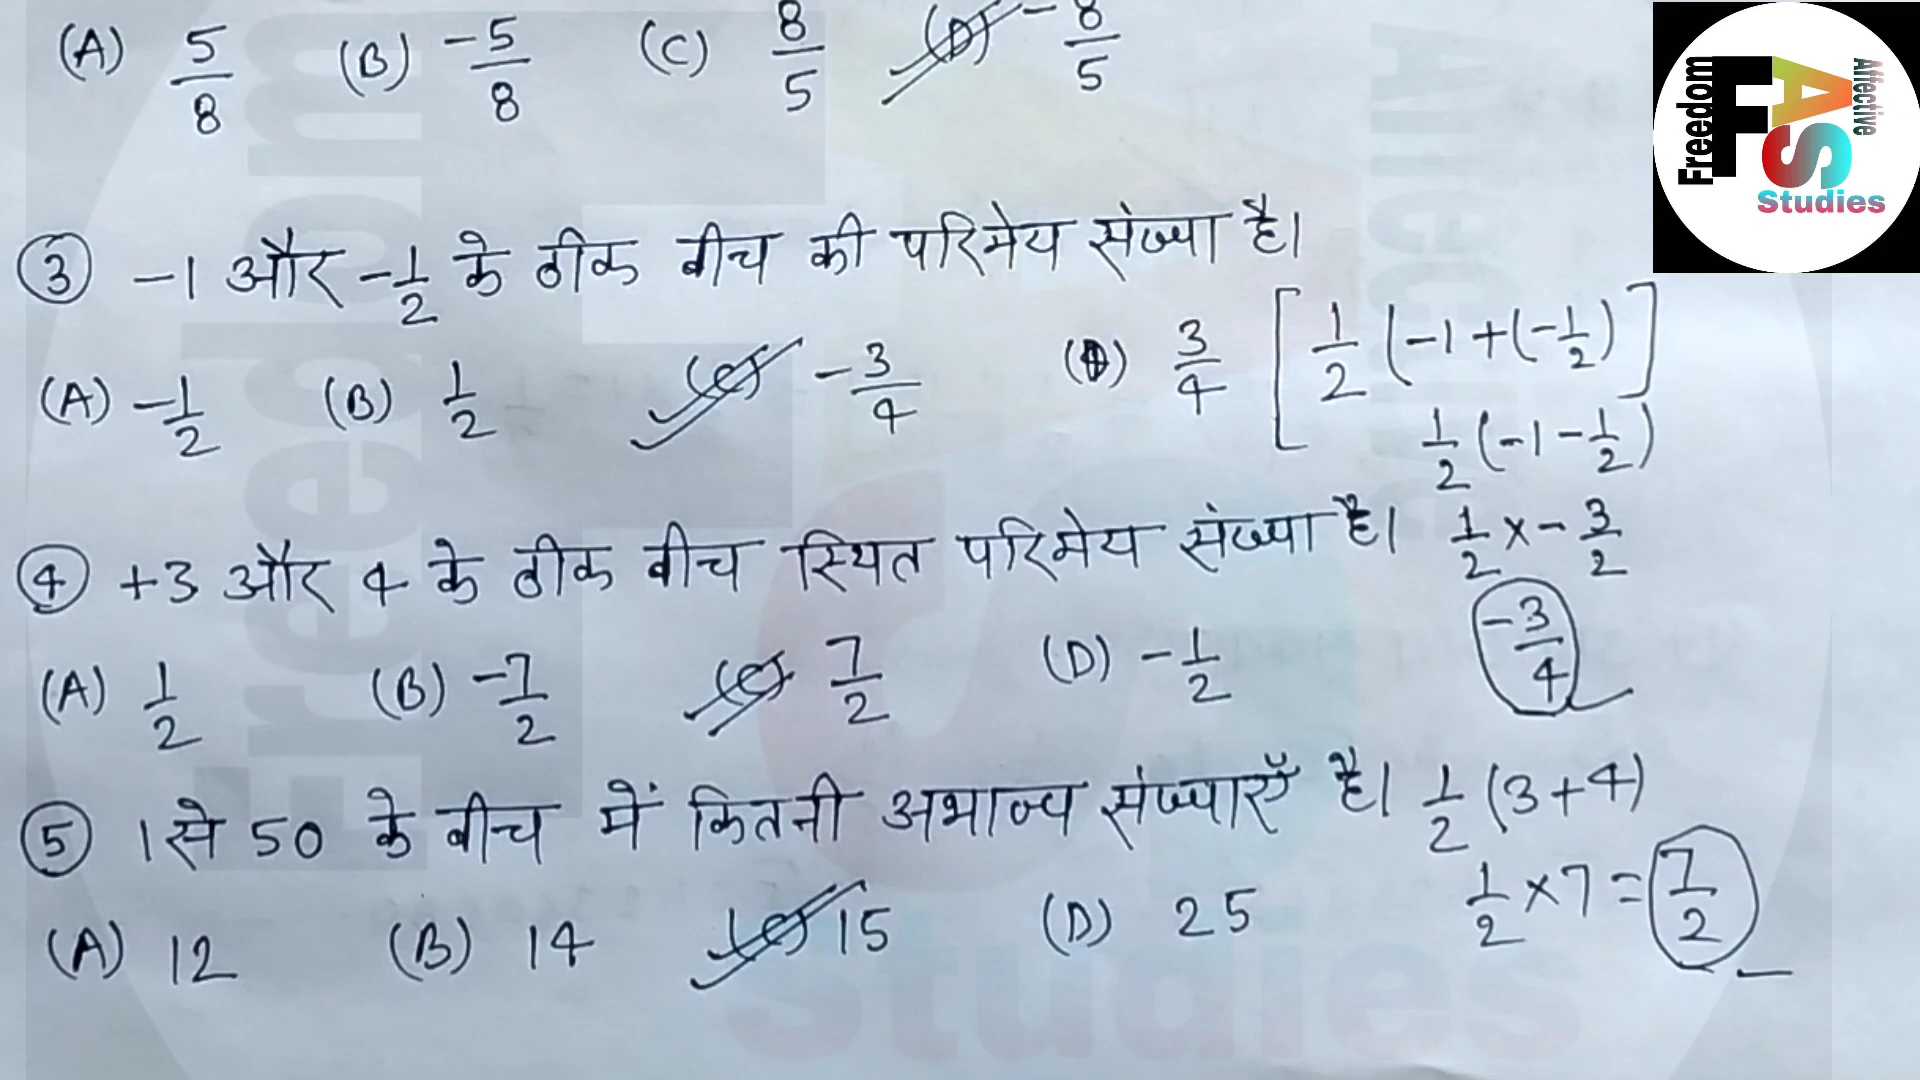 (A) 5/8 (B) -5/8 (C) 8/5 (D) -8/5
Freedom
FAS
Affective
Studies
③ -1 और -1/2 के ठीक बीच की परिमेय संख्या है।
(A) -1/2 (B) 1/2 (C) -3/4 (D) 3/4 [1/2 (-1+(-1/2)]
1/2 (-1-1/2)
④ +3 और 4 के ठीक बीच स्थित परिमेय संख्या है। 1/2 × -3/2
-3/4
(A) 1/2 (B) -7/2 (C) 7/2 (D) -1/2
⑤ 1 से 50 के बीच में कितनी अभाज्य संख्याएँ है। 1/2 (3+4)
1/2 × 7 = 7/2
(A) 12 (B) 14 (C) 15 (D) 25